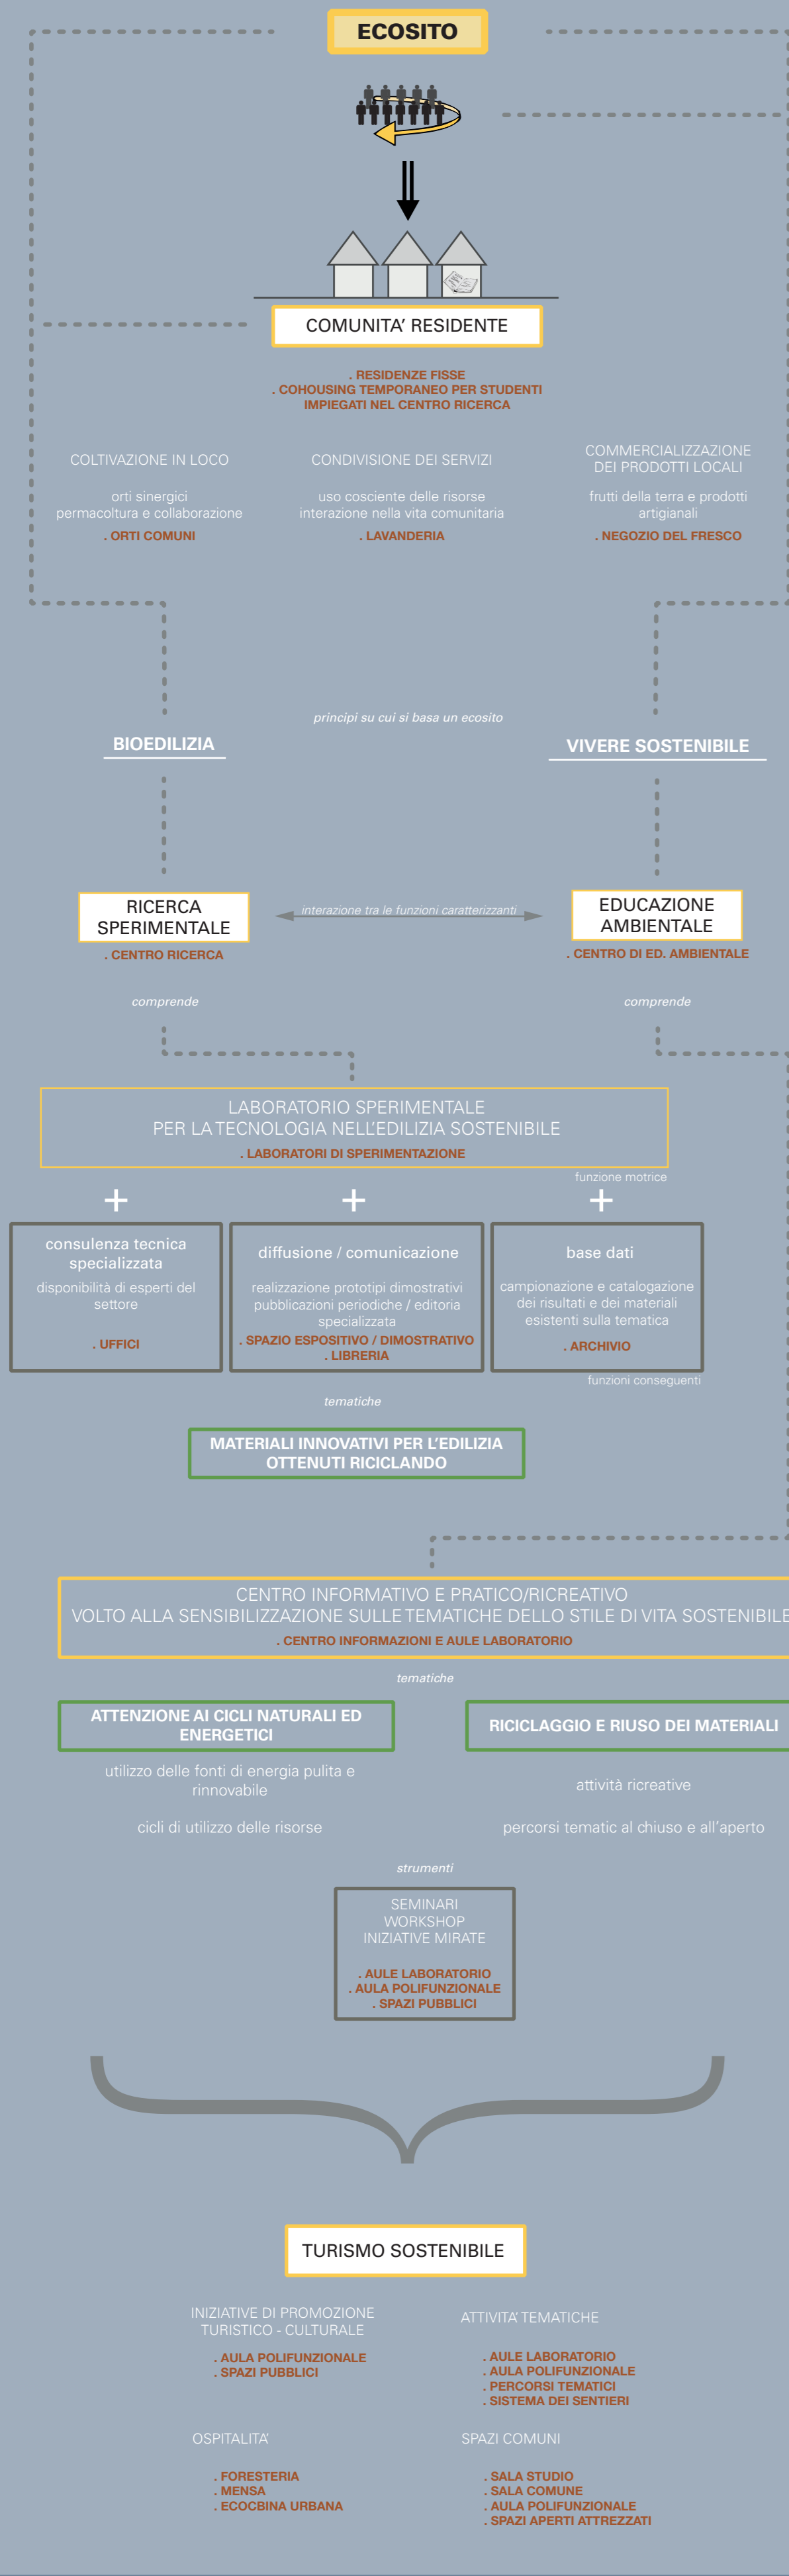 ECOSITO
COMUNITA' RESIDENTE
. RESIDENZE FISSE
. COHOUSING TEMPORANEO PER STUDENTI
IMPIEGATI NEL CENTRO RICERCA
COLTIVAZIONE IN LOCO
orti sinergici
permacoltura e collaborazione
. ORTI COMUNI
CONDIVISIONE DEI SERVIZI
uso cosciente delle risorse
interazione nella vita comunitaria
. LAVANDERIA
COMMERCIALIZZAZIONE
DEI PRODOTTI LOCALI
frutti della terra e prodotti
artigianali
. NEGOZIO DEL FRESCO
principi su cui si basa un ecosito
BIOEDILIZIA
VIVERE SOSTENIBILE
RICERCA
SPERIMENTALE
. CENTRO RICERCA
interazione tra le funzioni caratterizzanti
EDUCAZIONE
AMBIENTALE
. CENTRO DI ED. AMBIENTALE
comprende
comprende
LABORATORIO SPERIMENTALE
PER LA TECNOLOGIA NELL'EDILIZIA SOSTENIBILE
. LABORATORI DI SPERIMENTAZIONE
funzione motrice
+ + +
consulenza tecnica
specializzata
disponibilità di esperti del
settore
. UFFICI
diffusione / comunicazione
realizzazione prototipi dimostrativi
pubblicazioni periodiche / editoria
specializzata
. SPAZIO ESPOSITIVO / DIMOSTRATIVO
. LIBRERIA
base dati
campionazione e catalogazione
dei risultati e dei materiali
esistenti sulla tematica
. ARCHIVIO
funzioni conseguenti
tematiche
MATERIALI INNOVATIVI PER L'EDILIZIA
OTTENUTI RICICLANDO
CENTRO INFORMATIVO E PRATICO/RICREATIVO
VOLTO ALLA SENSIBILIZZAZIONE SULLE TEMATICHE DELLO STILE DI VITA SOSTENIBILE
. CENTRO INFORMAZIONI E AULE LABORATORIO
tematiche
ATTENZIONE AI CICLI NATURALI ED
ENERGETICI
utilizzo delle fonti di energia pulita e
rinnovabile
cicli di utilizzo delle risorse
RICICLAGGIO E RIUSO DEI MATERIALI
attività ricreative
percorsi tematic al chiuso e all'aperto
strumenti
SEMINARI
WORKSHOP
INIZIATIVE MIRATE
. AULE LABORATORIO
. AULA POLIFUNZIONALE
. SPAZI PUBBLICI
TURISMO SOSTENIBILE
INIZIATIVE DI PROMOZIONE
TURISTICO - CULTURALE
. AULA POLIFUNZIONALE
. SPAZI PUBBLICI
ATTIVITA' TEMATICHE
. AULE LABORATORIO
. AULA POLIFUNZIONALE
. PERCORSI TEMATICI
. SISTEMA DEI SENTIERI
OSPITALITA'
. FORESTERIA
. MENSA
. ECOCBINA URBANA
SPAZI COMUNI
. SALA STUDIO
. SALA COMUNE
. AULA POLIFUNZIONALE
. SPAZI APERTI ATTREZZATI